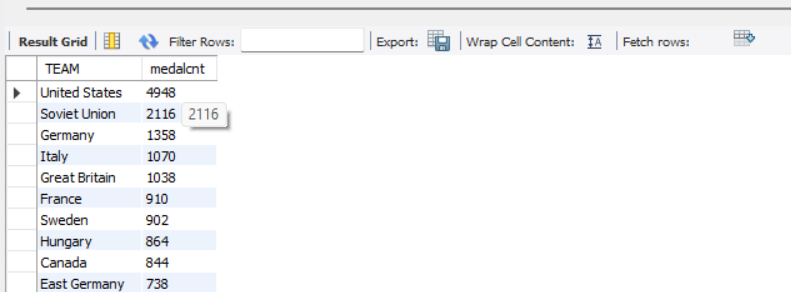 Result Grid Filter Rows: Export: Wrap Cell Content: IA Fetch rows:
TEAM medalcnt
United States 4948
Soviet Union 2116 2116
Germany 1358
Italy 1070
Great Britain 1038
France 910
Sweden 902
Hungary 864
Canada 844
East Germany 738